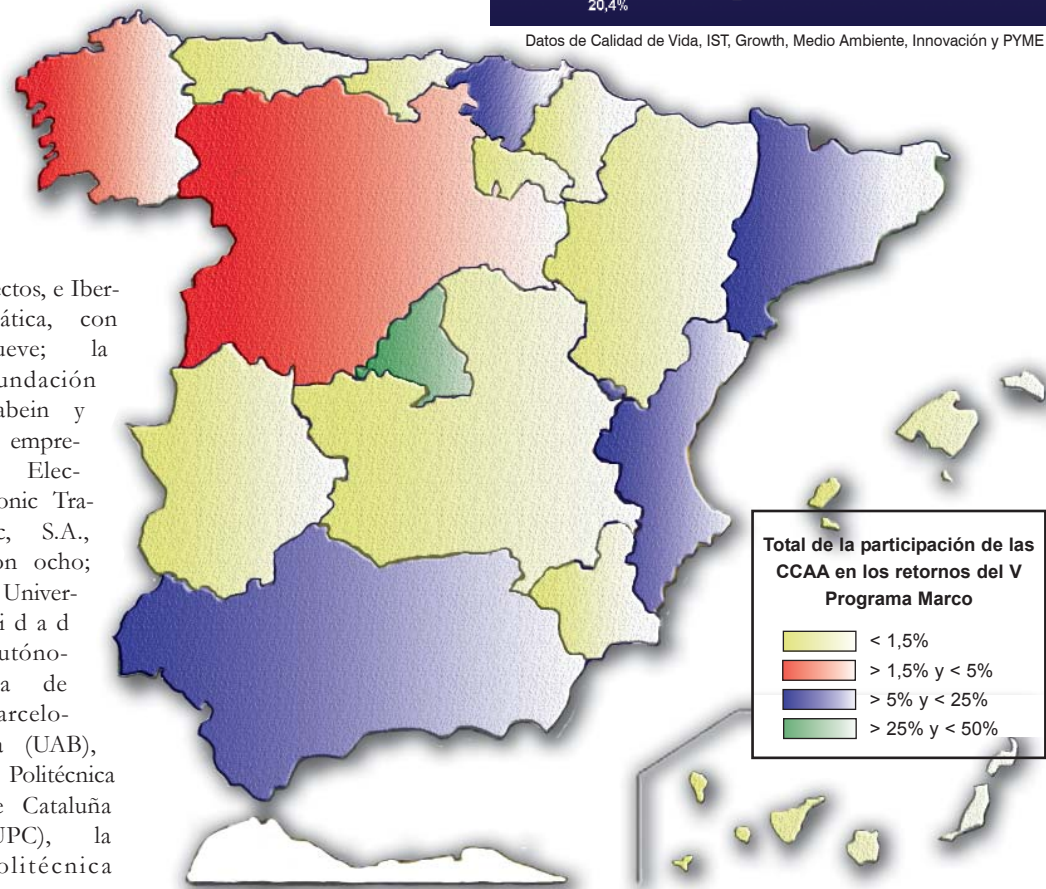 20,4%
Datos de Calidad de Vida, IST, Growth, Medio Ambiente, Innovación y PYME
ectos, e Iber-
ática, con
ueve; la
undación
abein y
empre-
Elec-
onic Tra-
c, S.A.,
on ocho;
Univer-
idad
utóno-
a de
arcelo-
a (UAB),
Politécnica
e Cataluña
UPC), la
olitécnica
Total de la participación de las
CCAA en los retornos del V
Programa Marco
< 1,5%
> 1,5% y < 5%
> 5% y < 25%
> 25% y < 50%